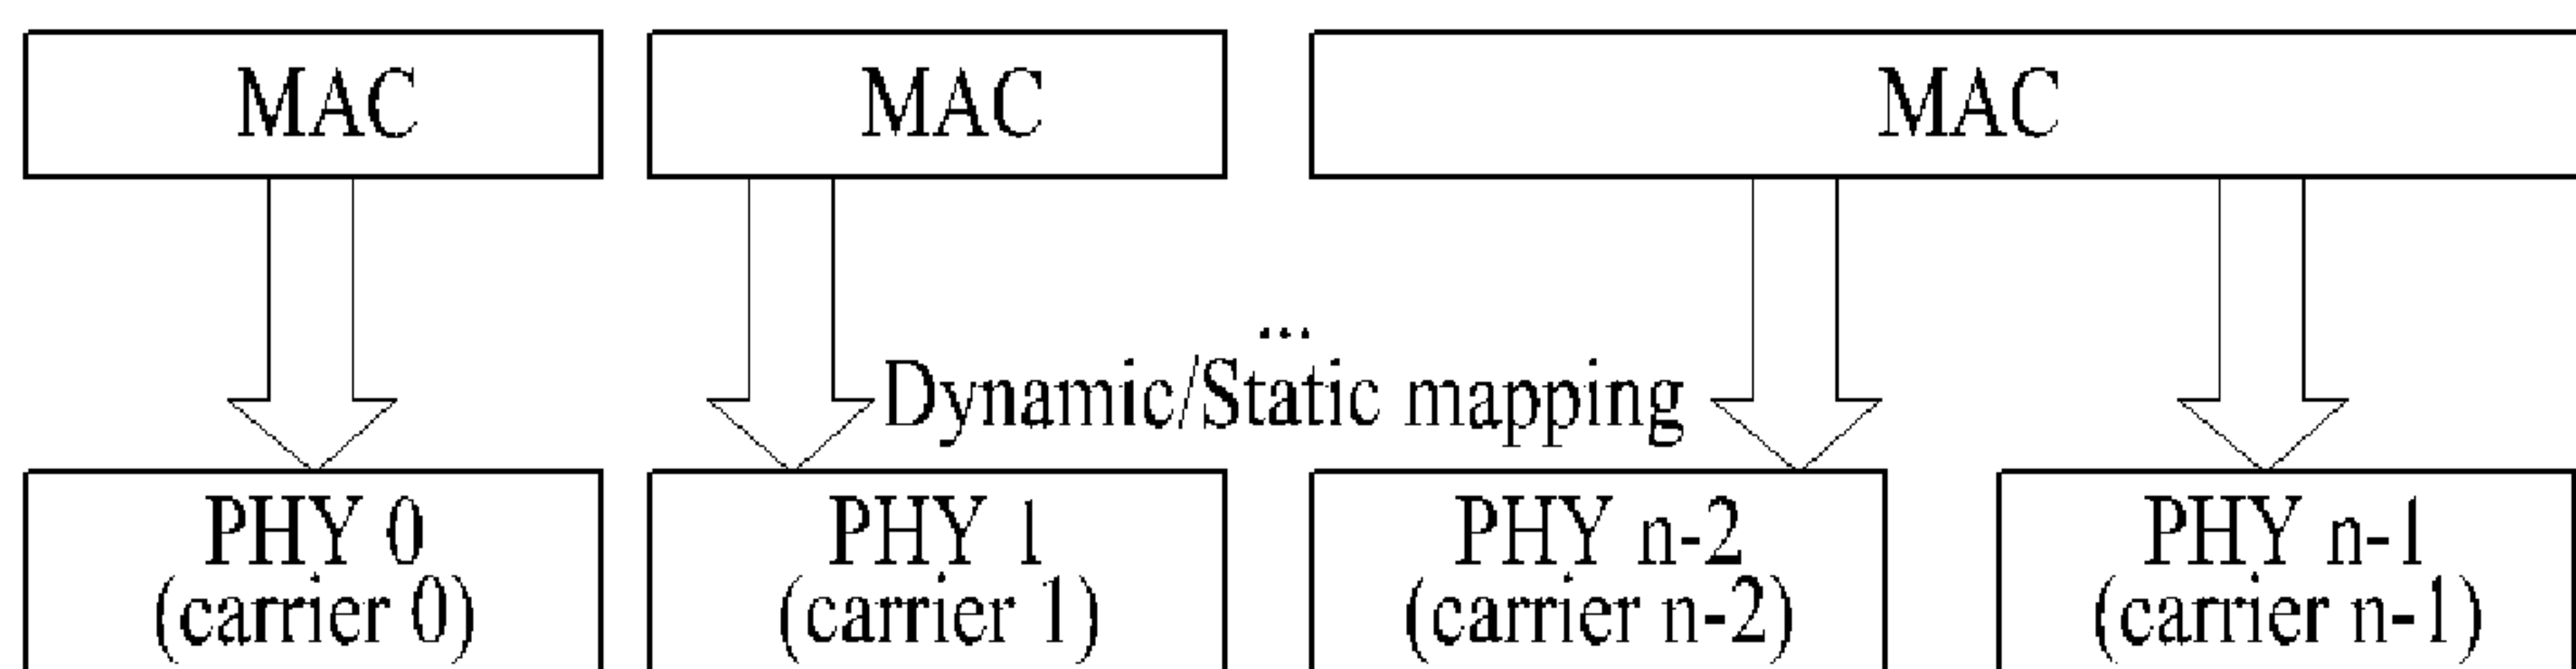 MAC
MAC
MAC
...
Dynamic/Static mapping
PHY 0
(carrier 0)
PHY 1
(carrier 1)
PHY n-2
(carrier n-2)
PHY n-1
(carrier n-1)